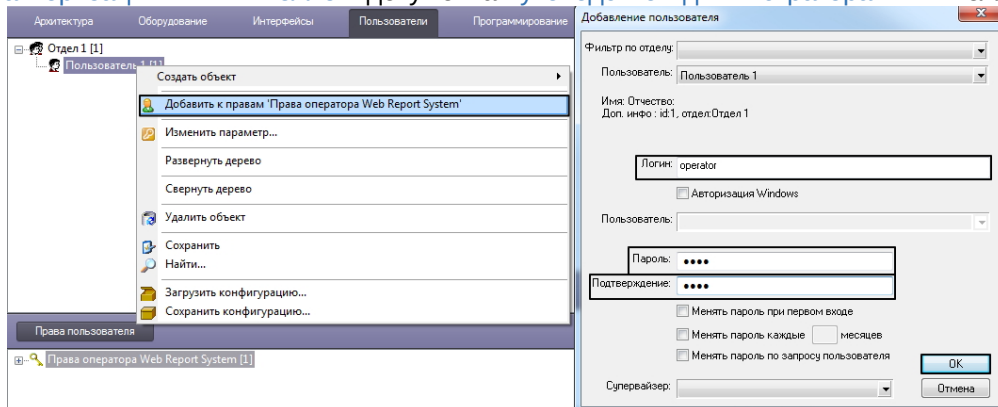 Архитектура Оборудование Интерфейсы Пользователи Программирование
Отдел 1 [1]
Пользователь 1 [1]
Создать объект
Добавить к правам 'Права оператора Web Report System'
Изменить параметр...
Развернуть дерево
Свернуть дерево
Удалить объект
Сохранить
Найти...
Загрузить конфигурацию...
Сохранить конфигурацию...
Права пользователя
Права оператора Web Report System [1]
Добавление пользователя
Фильтр по отделу:
Пользователь: Пользователь 1
Имя: Отчество:
Доп. инфо : id:1, отдел:Отдел 1
Логин: operator
Авторизация Windows
Пользователь:
Пароль: ••••
Подтверждение: ••••
Менять пароль при первом входе
Менять пароль каждые месяцев
Менять пароль по запросу пользователя
OK
Супервайзер:
Отмена